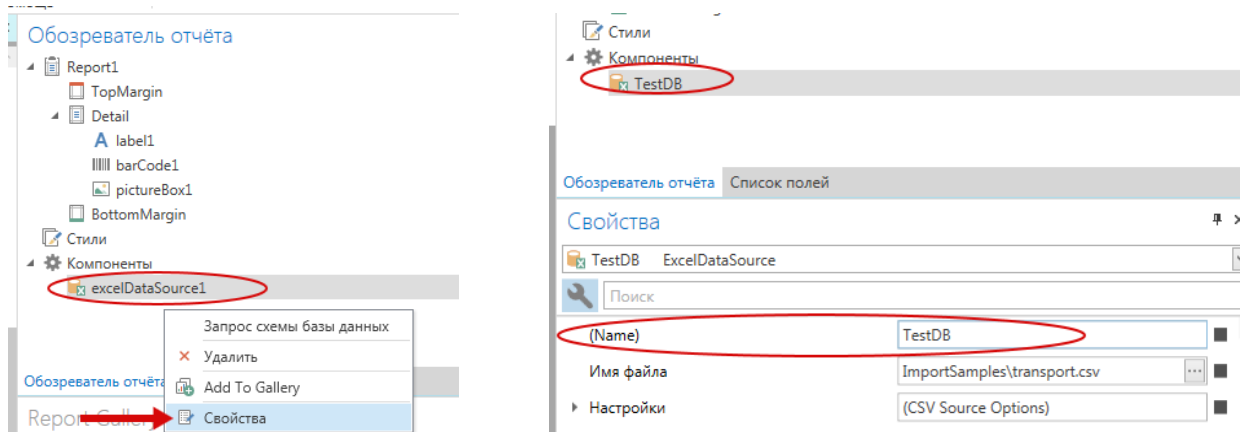 Обозреватель отчёта
Report1
TopMargin
Detail
label1
barCode1
pictureBox1
BottomMargin
Стили
Компоненты
excelDataSource1
Запрос схемы базы данных
Удалить
Add To Gallery
Свойства
Обозреватель отчёта
Report Gallery
Стили
Компоненты
TestDB
Обозреватель отчёта Список полей
Свойства
TestDB ExcelDataSource
Поиск
(Name) TestDB
Имя файла ImportSamples\transport.csv
Настройки (CSV Source Options)